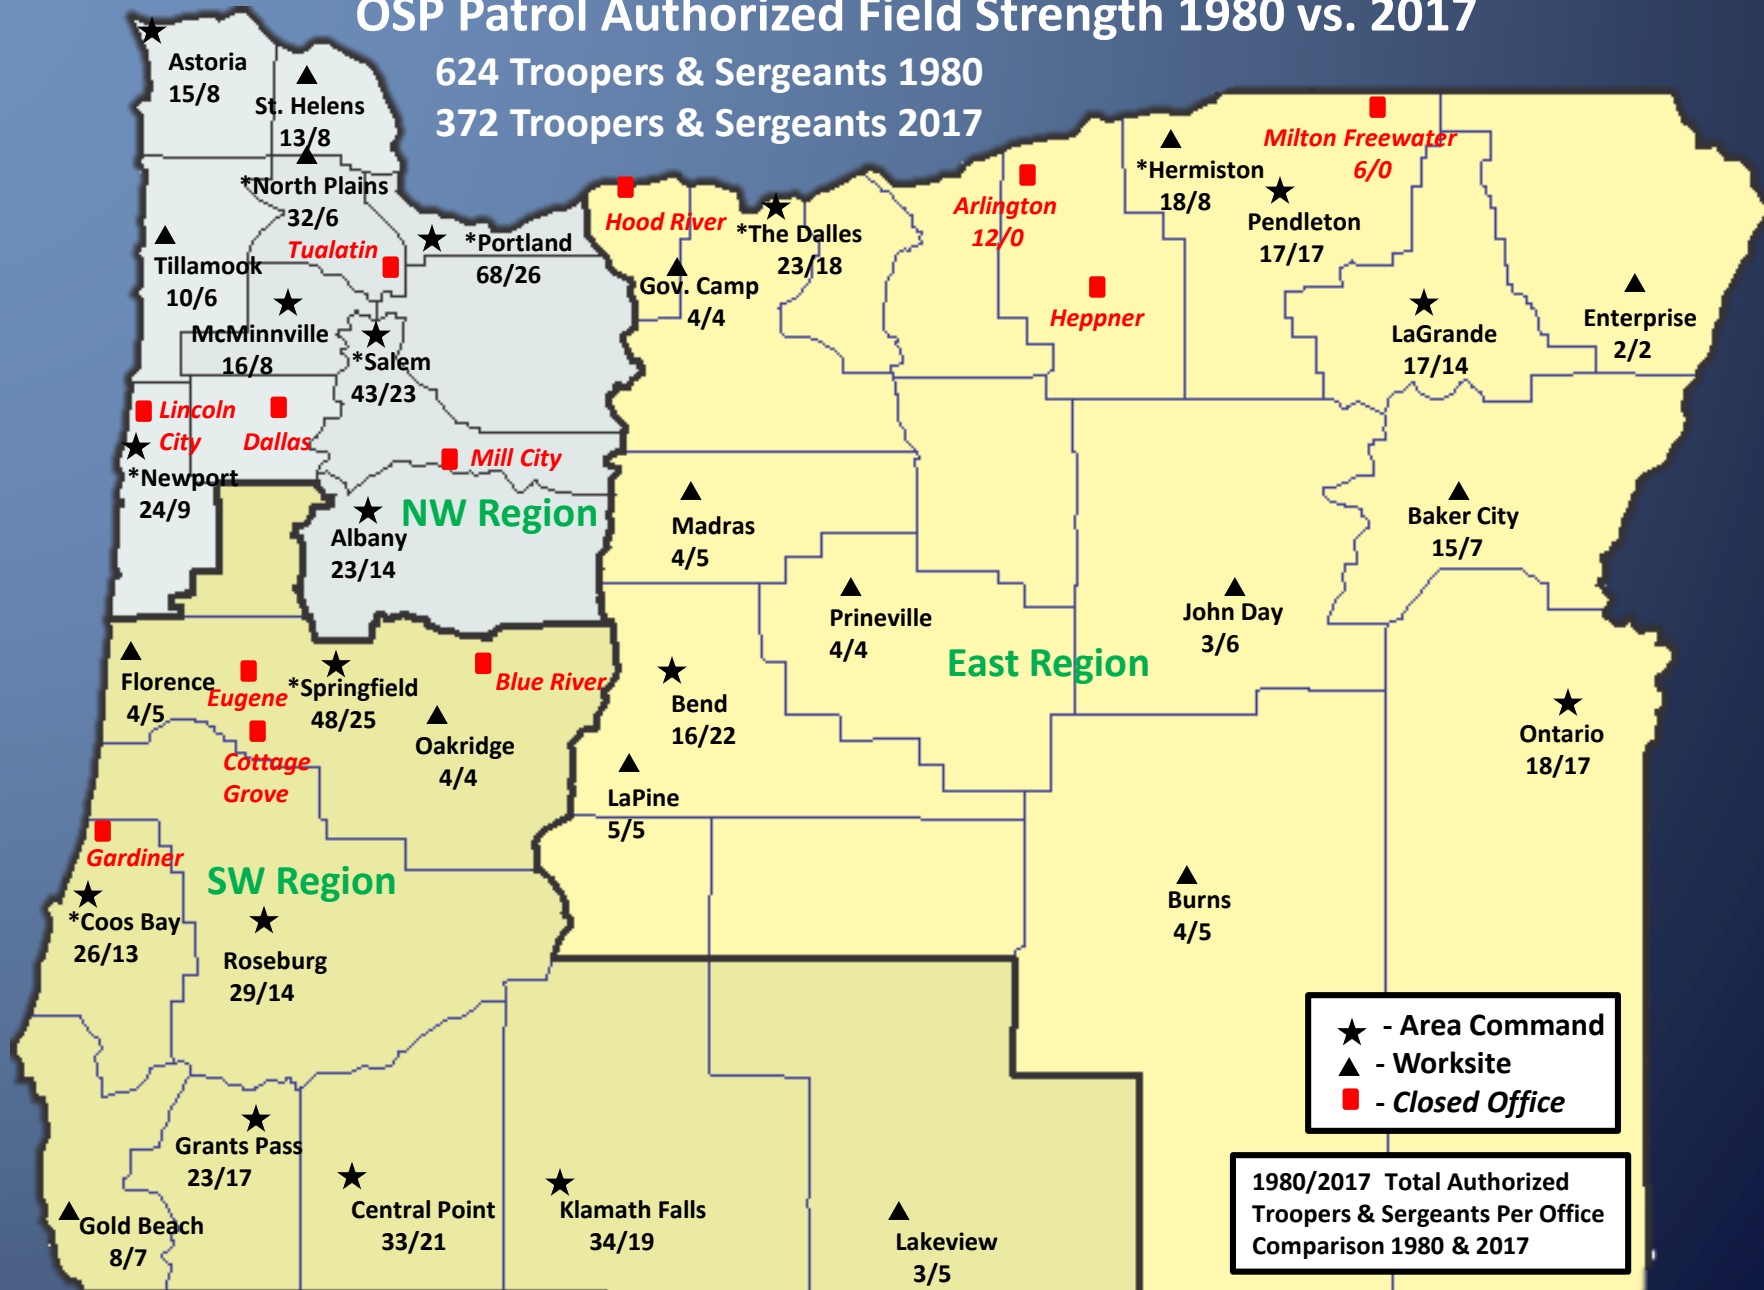 OSP Patrol Authorized Field Strength 1980 vs. 2017
624 Troopers & Sergeants 1980
372 Troopers & Sergeants 2017
Astoria
15/8
St. Helens
13/8
*North Plains
32/6
Tualatin
*Portland
68/26
Tillamook
10/6
McMinnville
16/8
*Salem
43/23
Lincoln
City
Dallas
Mill City
*Newport
24/9
NW Region
Albany
23/14
Hood River
*The Dalles
23/18
Gov. Camp
4/4
Arlington
12/0
Heppner
*Hermiston
18/8
Pendleton
17/17
Milton Freewater
6/0
LaGrande
17/14
Enterprise
2/2
Madras
4/5
Prineville
4/4
Baker City
15/7
John Day
3/6
East Region
Bend
16/22
LaPine
5/5
Ontario
18/17
Burns
4/5
Florence
4/5
Eugene
*Springfield
48/25
Blue River
Oakridge
4/4
Cottage
Grove
Gardiner
SW Region
*Coos Bay
26/13
Roseburg
29/14
Grants Pass
23/17
Gold Beach
8/7
Central Point
33/21
Klamath Falls
34/19
Lakeview
3/5
- Area Command
- Worksite
- Closed Office
1980/2017 Total Authorized
Troopers & Sergeants Per Office
Comparison 1980 & 2017